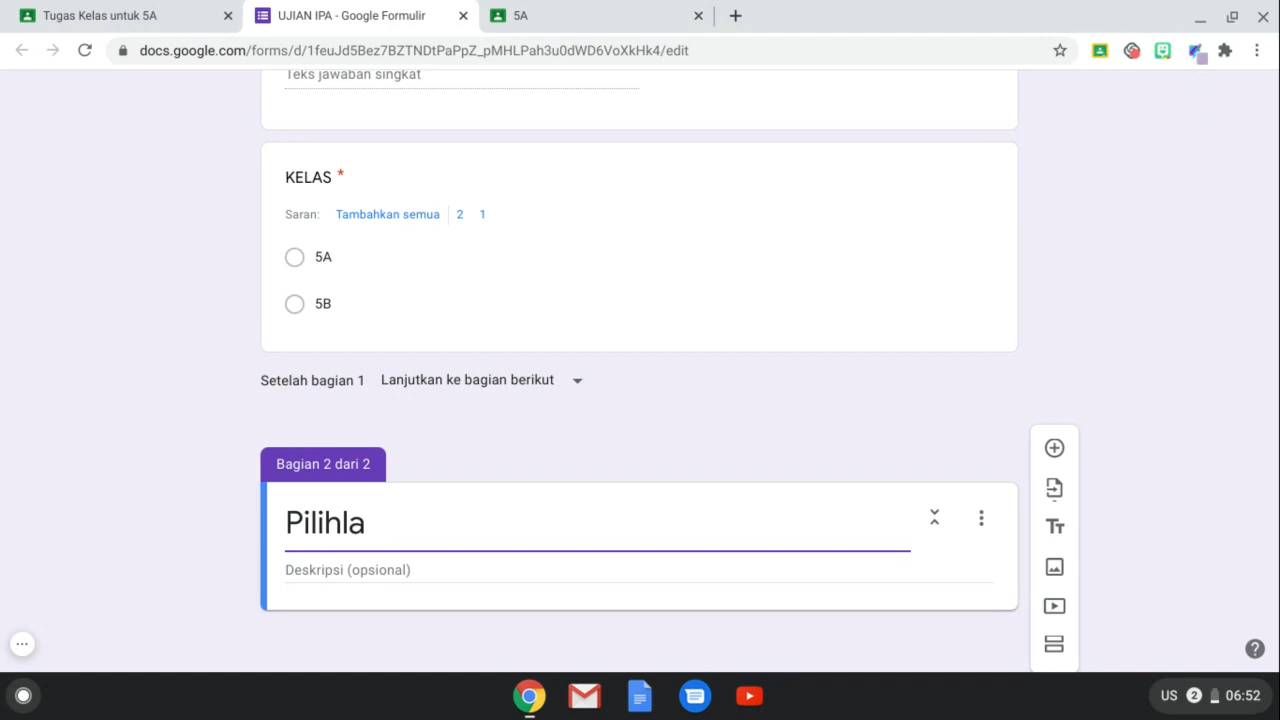 Tugas Kelas untuk 5A
UJIAN IPA - Google Formulir
5A
docs.google.com/forms/d/1feuJd5Bez7BZTNDtPaPpZ_pMHLPah3u0dWD6VoXkHk4/edit
Teks jawaban singkat
KELAS *
Saran: Tambahkan semua 2 1
5A
5B
Setelah bagian 1 Lanjutkan ke bagian berikut
Bagian 2 dari 2
Pilihla
Deskripsi (opsional)
US 2 06:52